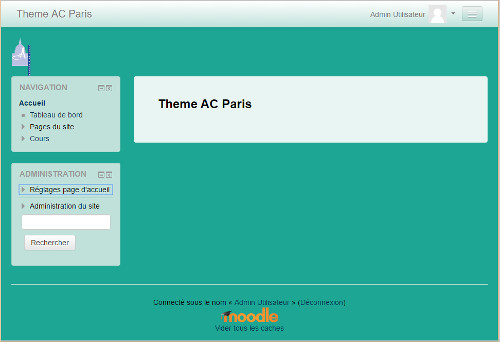 Theme AC Paris
Admin Utilisateur
NAVIGATION
Accueil
Tableau de bord
Pages du site
Cours
Theme AC Paris
ADMINISTRATION
Réglages page d'accueil
Administration du site
Rechercher
Connecté sous le nom « Admin Utilisateur » (Déconnexion)
moodle
Vider tous les caches